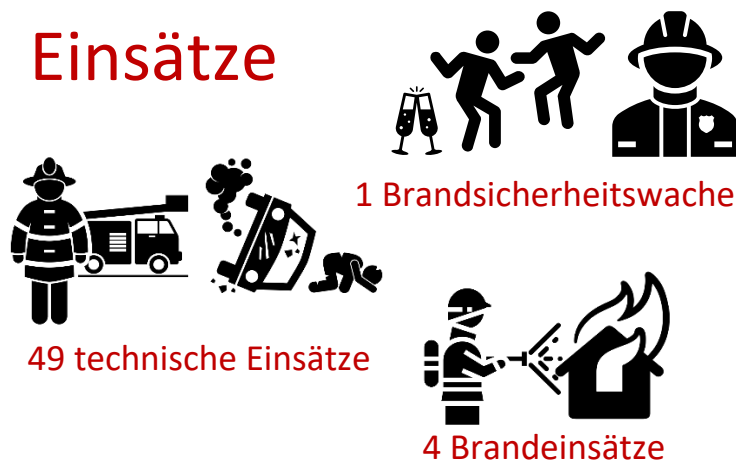 Einsätze
1 Brandsicherheitswache
49 technische Einsätze
4 Brandeinsätze